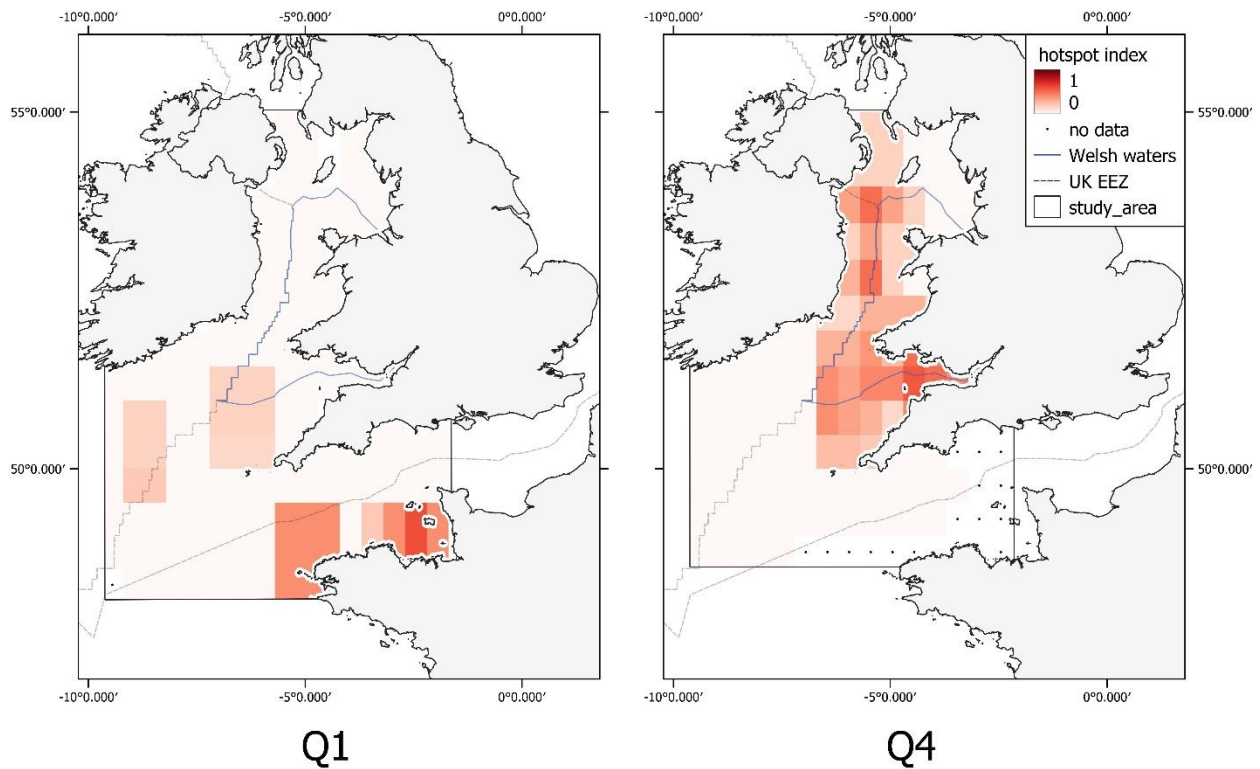 -10°0.000′ -5°0.000′ 0°0.000′ -10°0.000′ -5°0.000′ 0°0.000′
hotspot index
1
0
no data
Welsh waters
UK EEZ
study_area
55°0.000′ 55°0.000′
50°0.000′ 50°0.000′
-10°0.000′ -5°0.000′ 0°0.000′ -10°0.000′ -5°0.000′ 0°0.000′
Q1 Q4